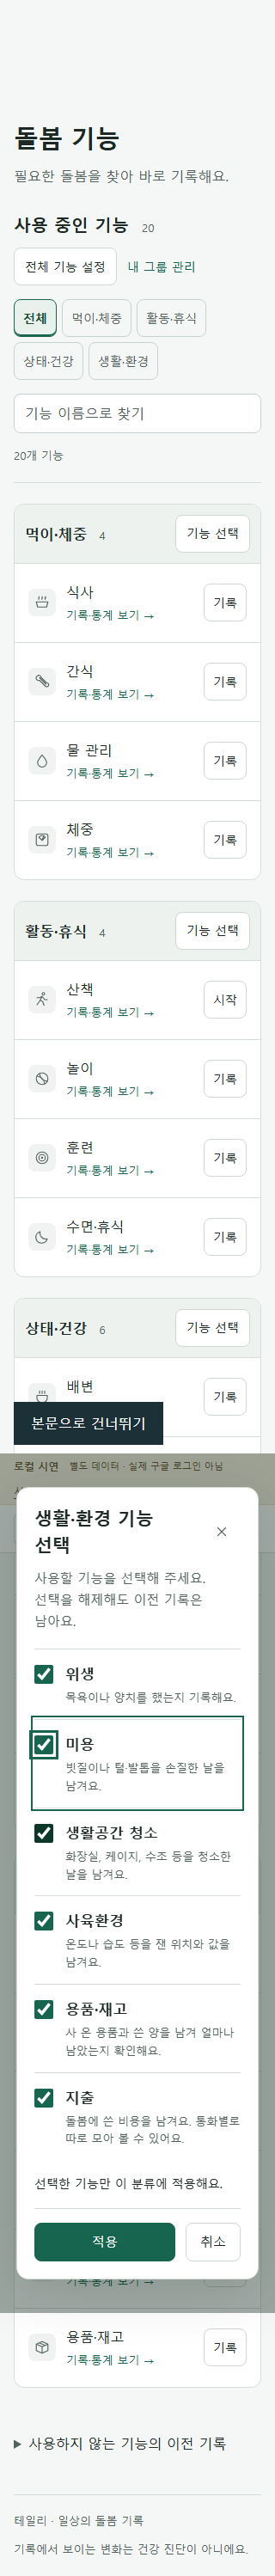 돌봄 기능
필요한 돌봄을 찾아 바로 기록해요.
사용 중인 기능 20
전체 기능 설정 내 그룹 관리
전체 먹이·체중 활동·휴식
상태·건강 생활·환경
기능 이름으로 찾기
20개 기능
먹이·체중 4 기능 선택
식사
기록·통계 보기 → 기록
간식
기록·통계 보기 → 기록
물 관리
기록·통계 보기 → 기록
체중
기록·통계 보기 → 기록
활동·휴식 4 기능 선택
산책
기록·통계 보기 → 시작
놀이
기록·통계 보기 → 기록
훈련
기록·통계 보기 → 기록
수면·휴식
기록·통계 보기 → 기록
상태·건강 6 기능 선택
배변
기록
본문으로 건너뛰기
로컬 시연 별도 데이터 · 실제 구글 로그인 아님
생활·환경 기능
선택
×
사용할 기능을 선택해 주세요.
선택을 해제해도 이전 기록은
남아요.
위생
목욕이나 양치를 했는지 기록해요.
미용
빗질이나 털·발톱을 손질한 날을
남겨요.
생활공간 청소
화장실, 케이지, 수조 등을 청소한
날을 남겨요.
사육환경
온도나 습도 등을 잰 위치와 값을
남겨요.
용품·재고
사 온 용품과 쓴 양을 남겨 얼마나
남았는지 확인해요.
지출
돌봄에 쓴 비용을 남겨요. 통화별로
따로 모아 볼 수 있어요.
선택한 기능만 이 분류에 적용해요.
적용 취소
기록·통계 보기 →
용품·재고
기록·통계 보기 → 기록
▶ 사용하지 않는 기능의 이전 기록
테일리 · 일상의 돌봄 기록
기록에서 보이는 변화는 건강 진단이 아니에요.